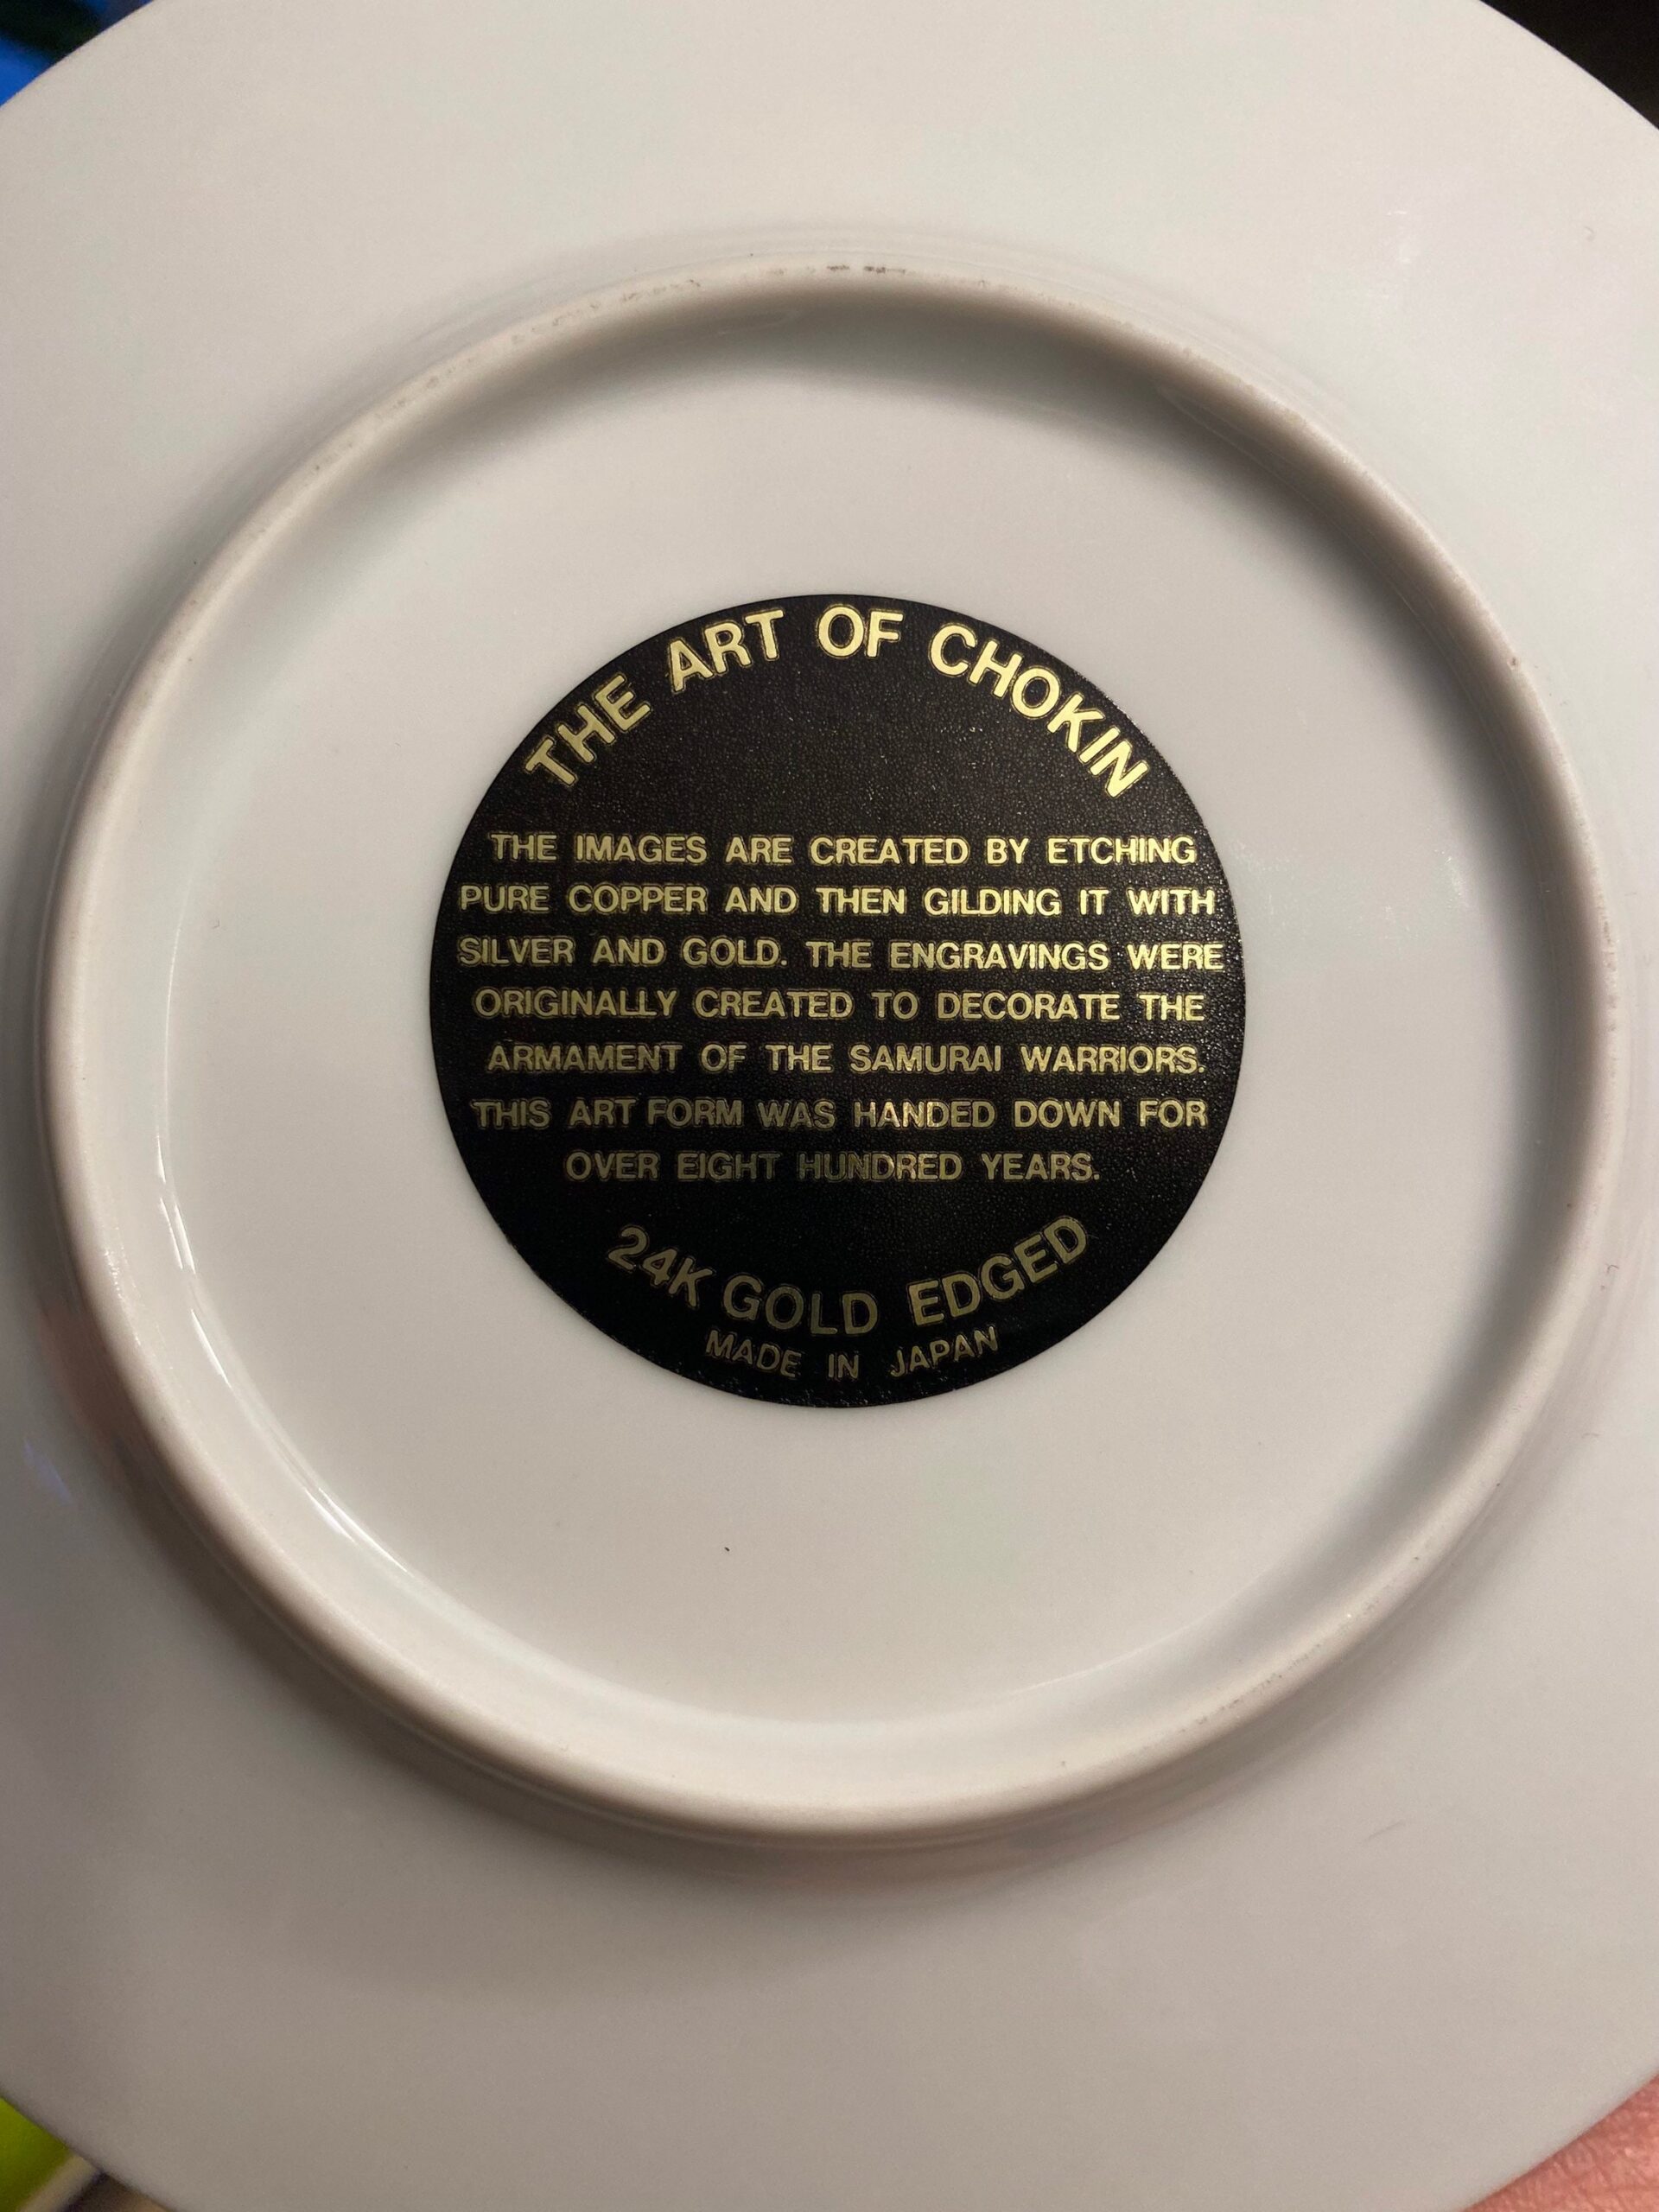 THE ART OF CHOKIN
THE IMAGES ARE CREATED BY ETCHING
PURE COPPER AND THEN GILDING IT WITH
SILVER AND GOLD. THE ENGRAVINGS WERE
ORIGINALLY CREATED TO DECORATE THE
ARMAMENT OF THE SAMURAI WARRIORS.
THIS ART FORM WAS HANDED DOWN FOR
OVER EIGHT HUNDRED YEARS.
24K GOLD EDGED
MADE IN JAPAN